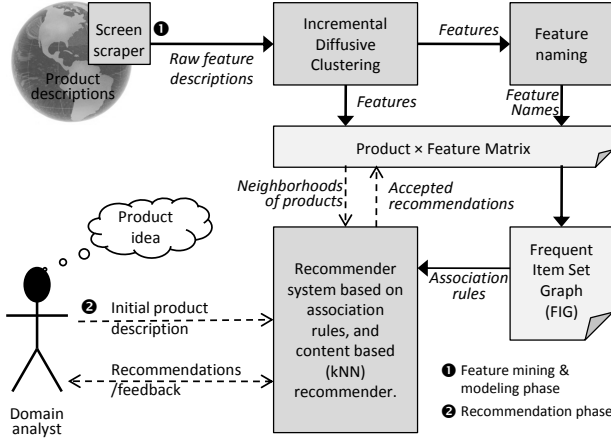 Screen
scraper
❶
Product
descriptions
Raw feature
descriptions
Incremental
Diffusive
Clustering
Features
Feature
naming
Features
Feature
Names
Product × Feature Matrix
Neighborhoods
of products
Accepted
recommendations
Product
idea
Recommender
system based on
association
rules, and
content based
(kNN)
recommender.
Association
rules
Frequent
Item Set
Graph
(FIG)
❷ Initial product
description
Recommendations
/feedback
Domain
analyst
❶ Feature mining &
modeling phase
❷ Recommendation phase